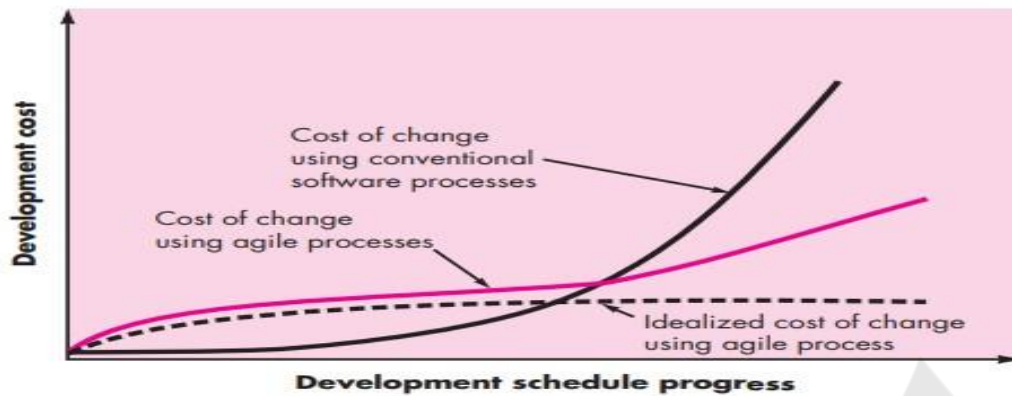 Development cost
Cost of change
using conventional
software processes
Cost of change
using agile processes
Idealized cost of change
using agile process
Development schedule progress